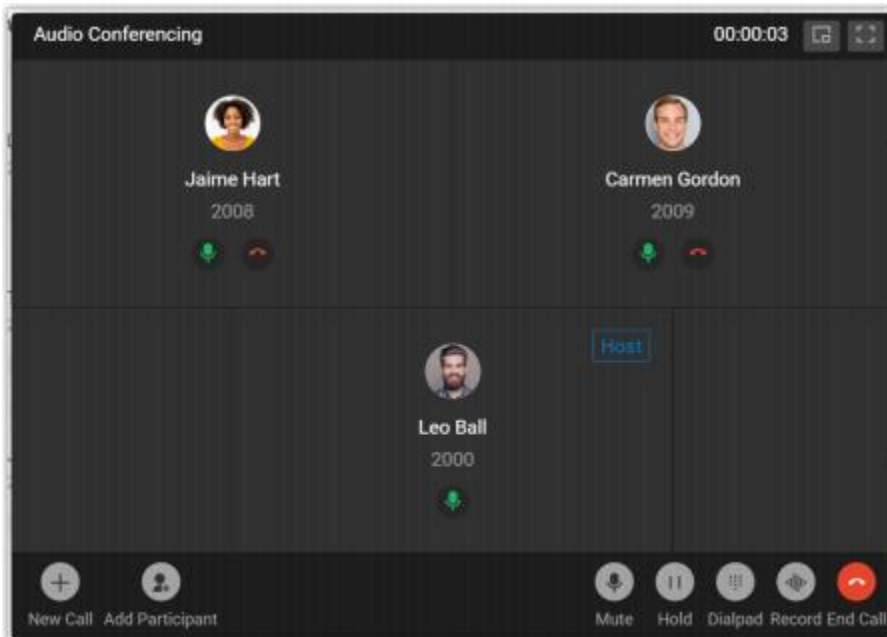 Audio Conferencing 00:00:03
Jaime Hart Carmen Gordon
2008 2009
Host
Leo Ball
2000
New Call Add Participant Mute Hold Dialpad Record End Call